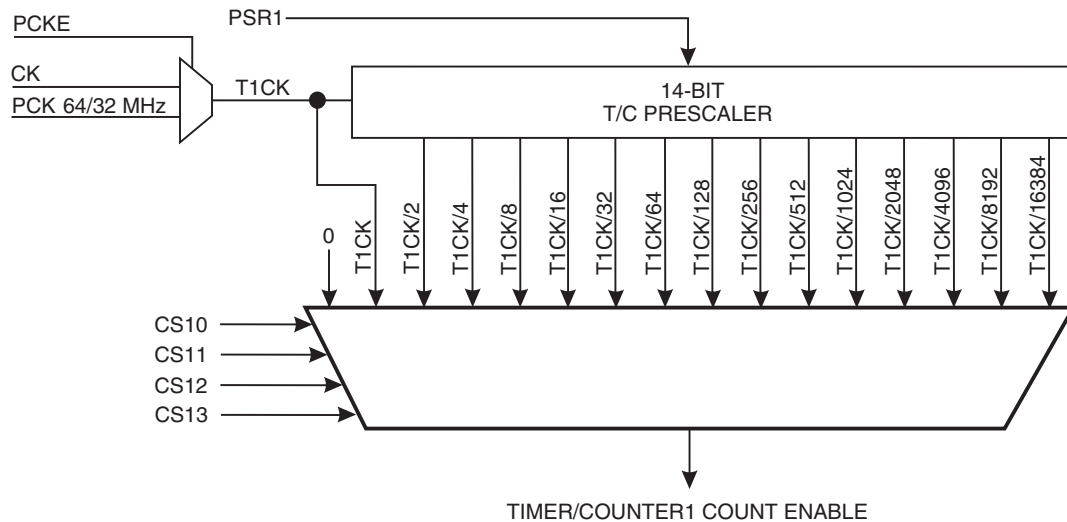 PSR1
PCKE
CK
PCK 64/32 MHz
T1CK
14-BIT
T/C PRESCALER
0
T1CK
T1CK/2
T1CK/4
T1CK/8
T1CK/16
T1CK/32
T1CK/64
T1CK/128
T1CK/256
T1CK/512
T1CK/1024
T1CK/2048
T1CK/4096
T1CK/8192
T1CK/16384
CS10
CS11
CS12
CS13
TIMER/COUNTER1 COUNT ENABLE